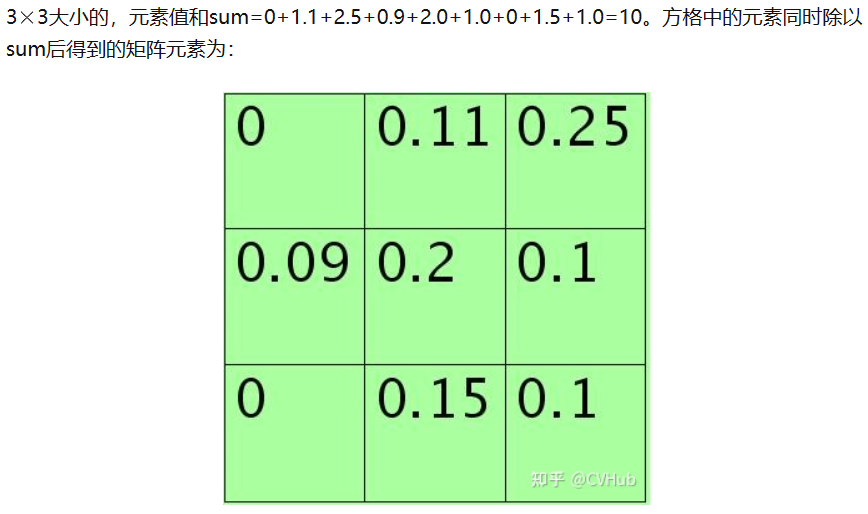 3×3大小的，元素值和sum=0+1.1+2.5+0.9+2.0+1.0+0+1.5+1.0=10。方格中的元素同时除以
sum后得到的矩阵元素为：
0 0.11 0.25
0.09 0.2 0.1
0 0.15 0.1
知乎 @CVHub